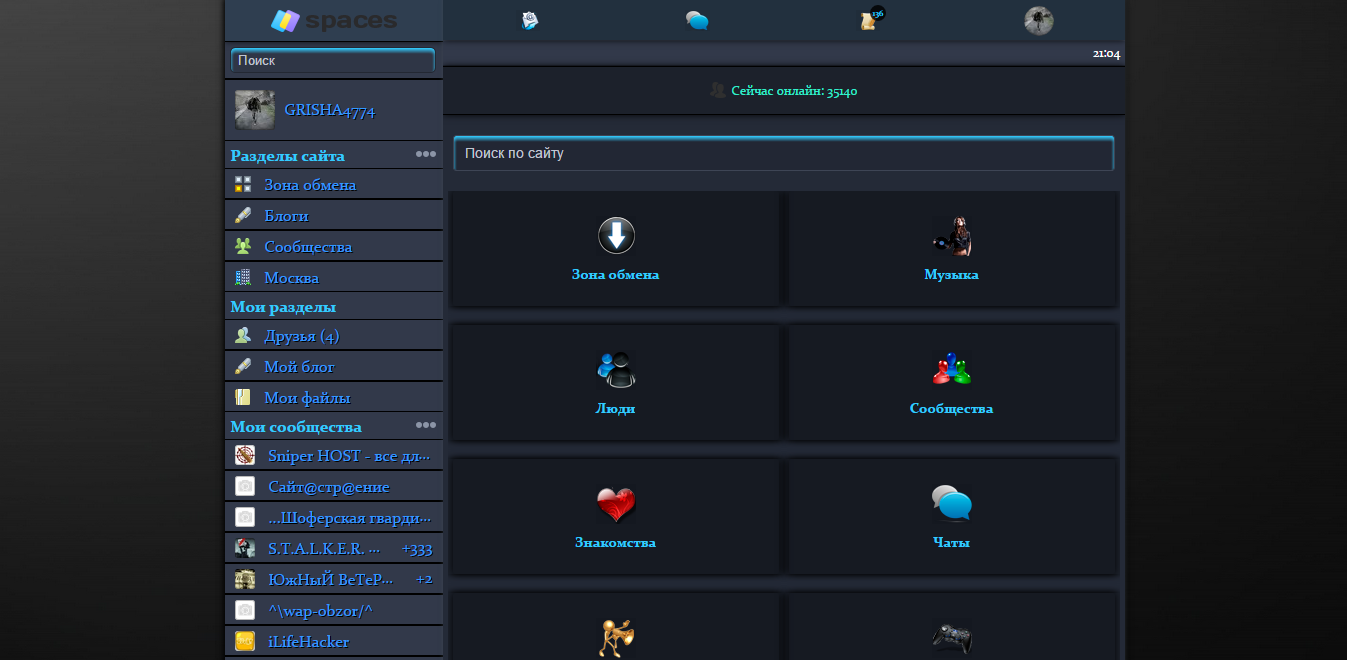 spaces
136
21:04
Поиск
GRISHA4774
Разделы сайта
Зона обмена
Блоги
Сообщества
Москва
Мои разделы
Друзья (4)
Мой блог
Мои файлы
Мои сообщества
Sniper HOST - все дл...
Сайт@стр@ение
...Шоферская гварди...
S.T.A.L.K.E.R. ... +333
ЮжНыЙ ВеТеР... +2
^\wap-obzor/^
iLifeHacker
Сейчас онлайн: 35140
Поиск по сайту
Зона обмена
Музыка
Люди
Сообщества
Знакомства
Чаты